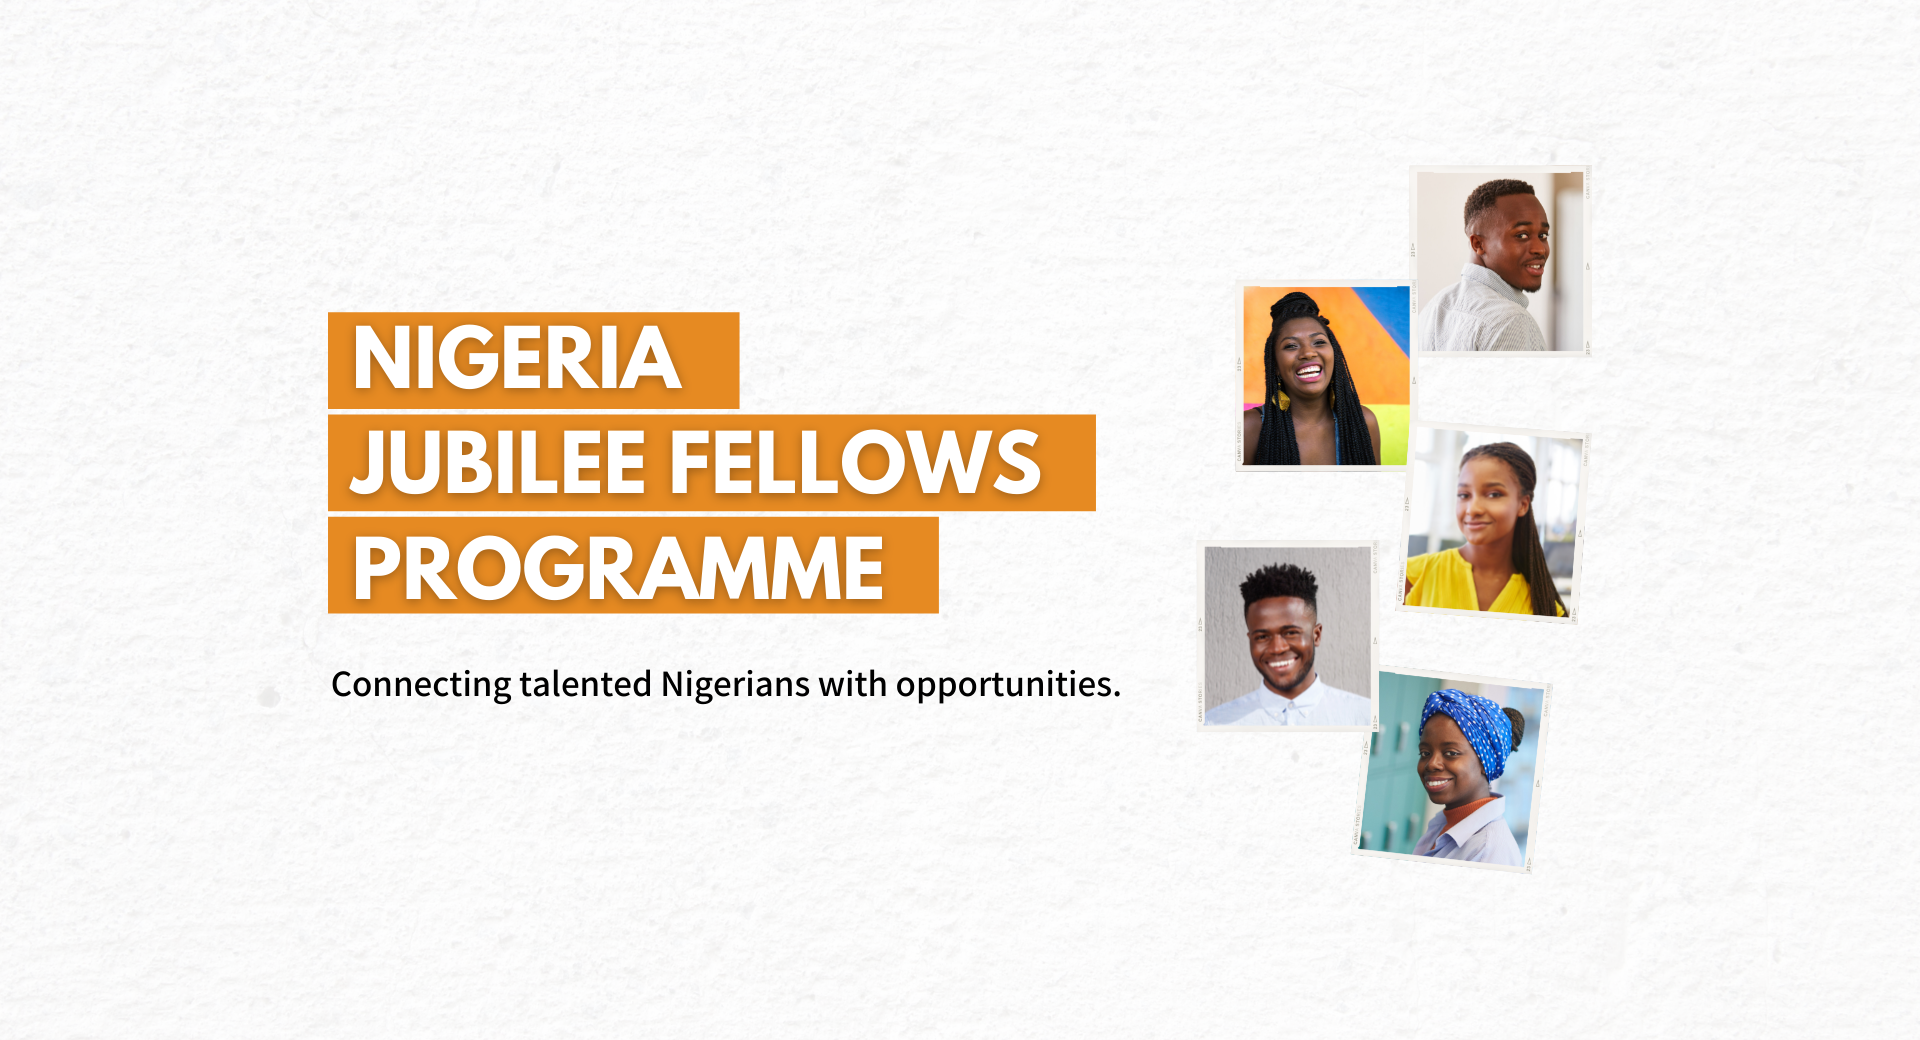 NIGERIA
JUBILEE FELLOWS
PROGRAMME
Connecting talented Nigerians with opportunities.